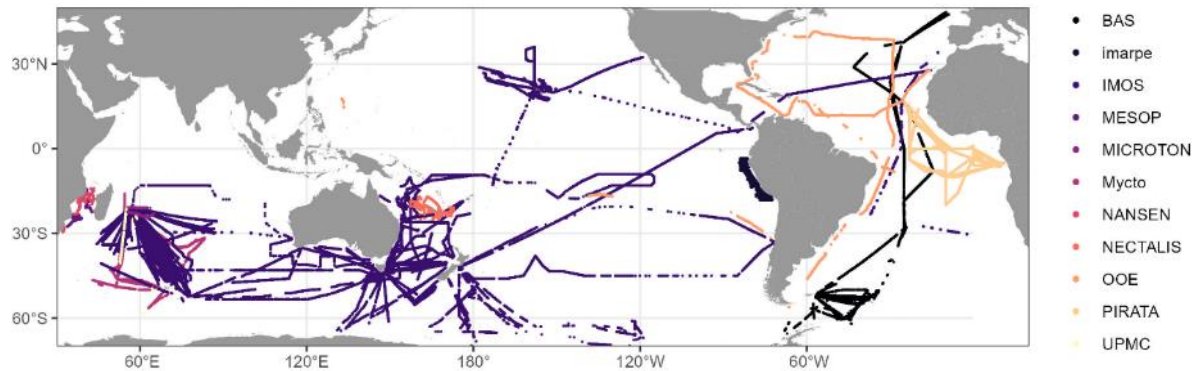 30°N
0°
30°S
60°S
60°E
120°E
180°
120°W
60°W
BAS
imarpe
IMOS
MESOP
MICROTON
Mycto
NANSEN
NECTALIS
OOE
PIRATA
UPMC